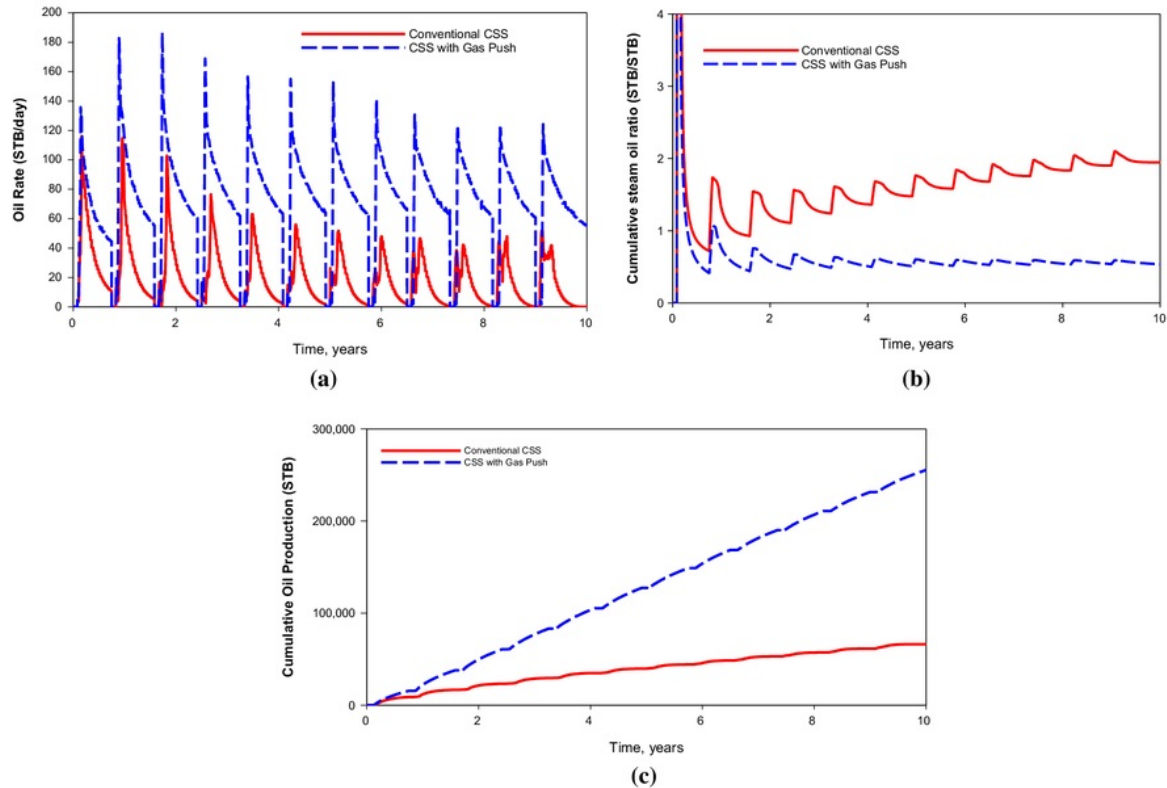 200
180
160
140
120
100
80
60
40
20
0
Oil Rate (STB/day)
Conventional CSS
CSS with Gas Push
0 2 4 6 8 10
Time, years
(a)
4
3
2
1
0
Cumulative steam oil ratio (STB/STB)
Conventional CSS
CSS with Gas Push
0 2 4 6 8 10
Time, years
(b)
300,000
200,000
100,000
0
Cumulative Oil Production (STB)
Conventional CSS
CSS with Gas Push
0 2 4 6 8 10
Time, years
(c)